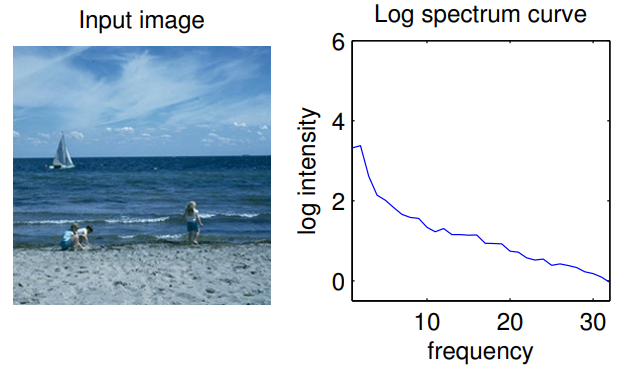 Input image
Log spectrum curve
log intensity
6
4
2
0
10 20 30
frequency